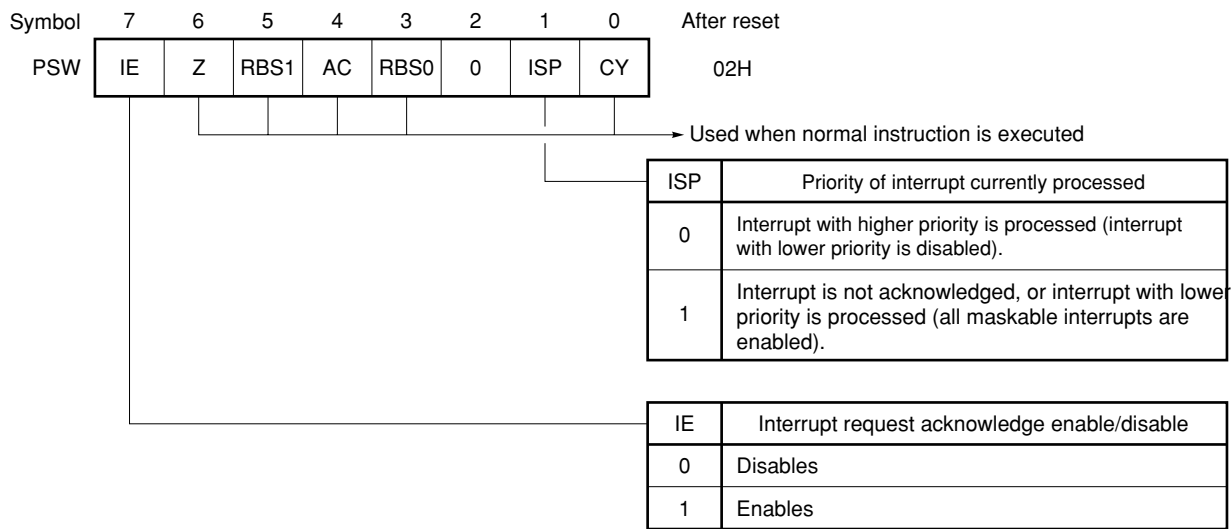 Symbol 7 6 5 4 3 2 1 0 After reset
PSW IE Z RBS1 AC RBS0 0 ISP CY 02H
Used when normal instruction is executed
ISP Priority of interrupt currently processed
0 Interrupt with higher priority is processed (interrupt
with lower priority is disabled).
1 Interrupt is not acknowledged, or interrupt with lower
priority is processed (all maskable interrupts are
enabled).
IE Interrupt request acknowledge enable/disable
0 Disables
1 Enables